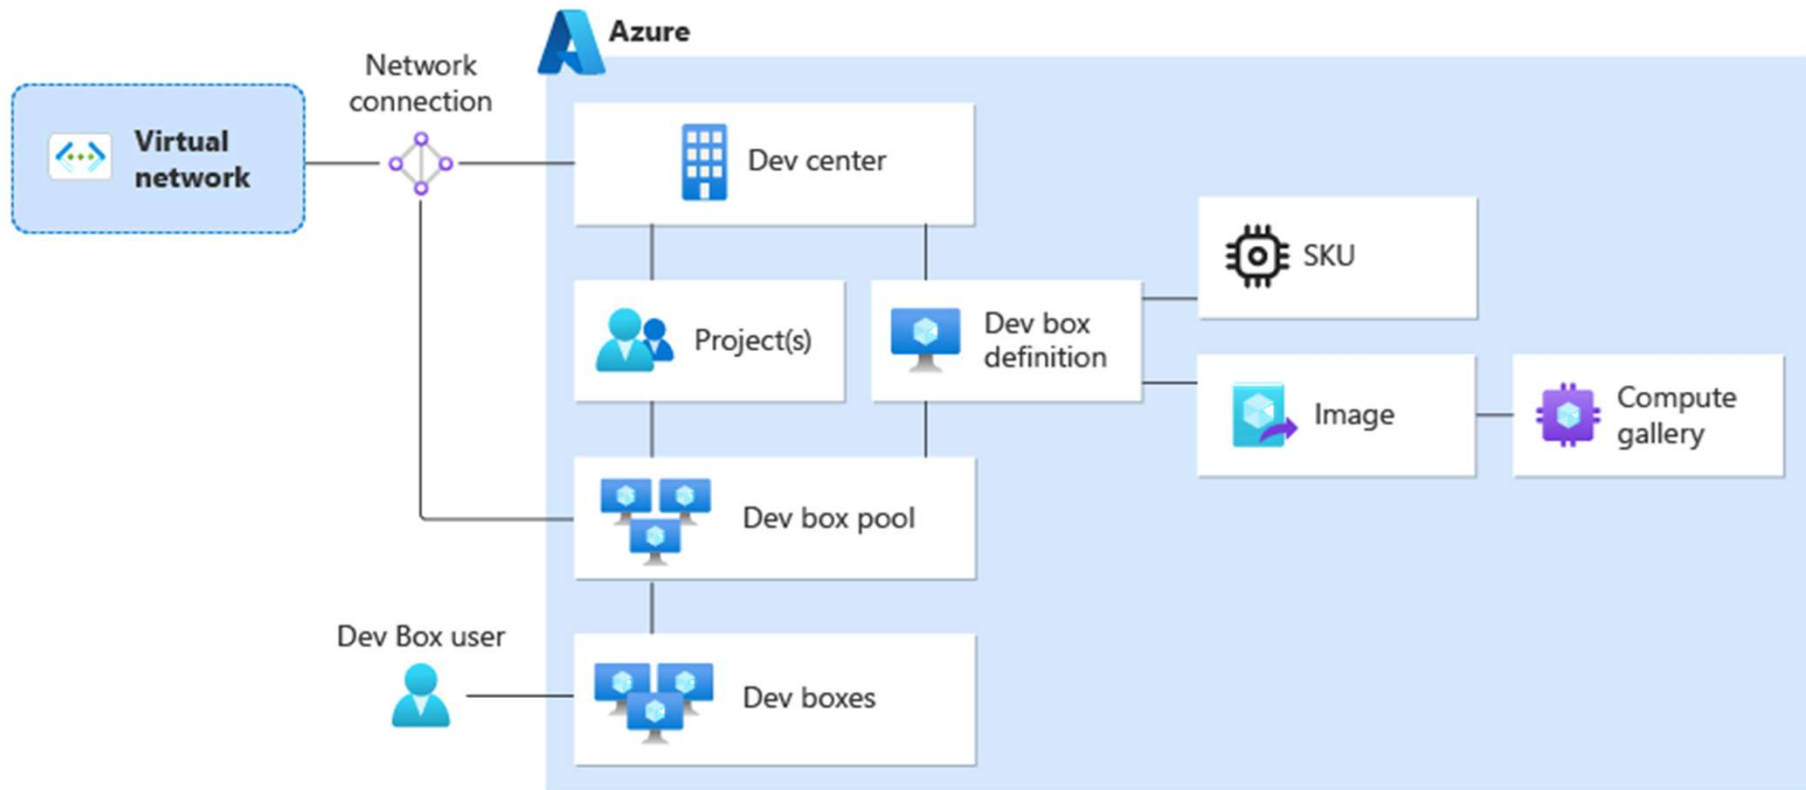 Azure
Network
connection
Virtual
network
Dev center
SKU
Project(s)
Dev box
definition
Image
Compute
gallery
Dev box pool
Dev Box user
Dev boxes